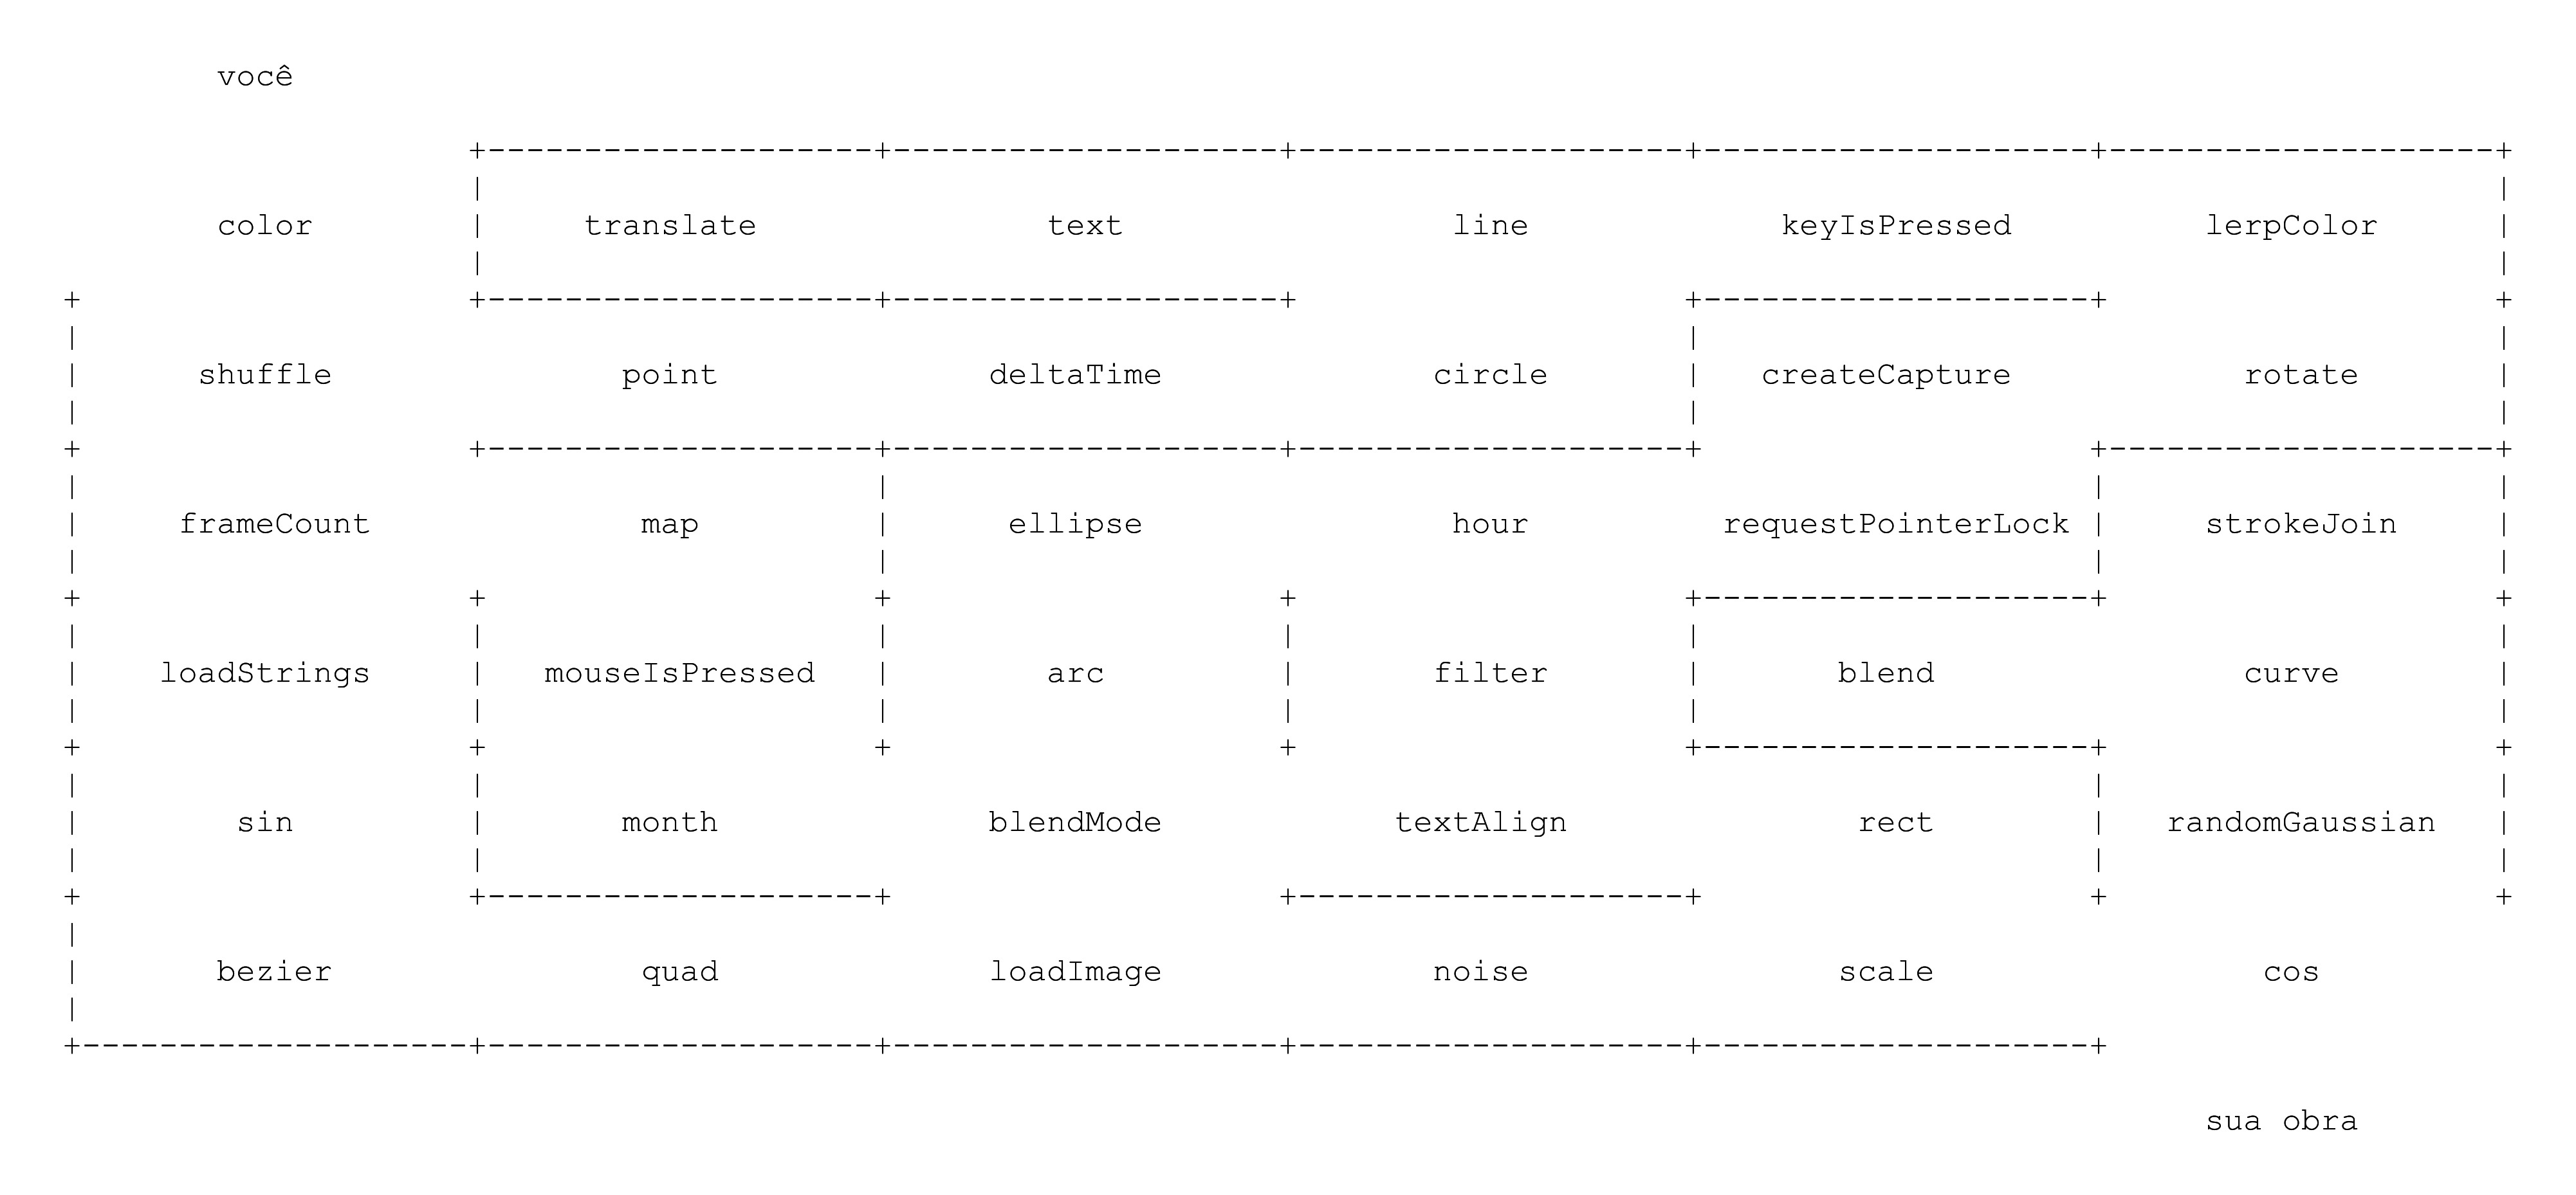 você
color translate text line keyIsPressed lerpColor
shuffle point deltaTime circle createCapture rotate
frameCount map ellipse hour requestPointerLock strokeJoin
loadStrings mouseIsPressed arc filter blend curve
sin month blendMode textAlign rect randomGaussian
bezier quad loadImage noise scale cos
sua obra